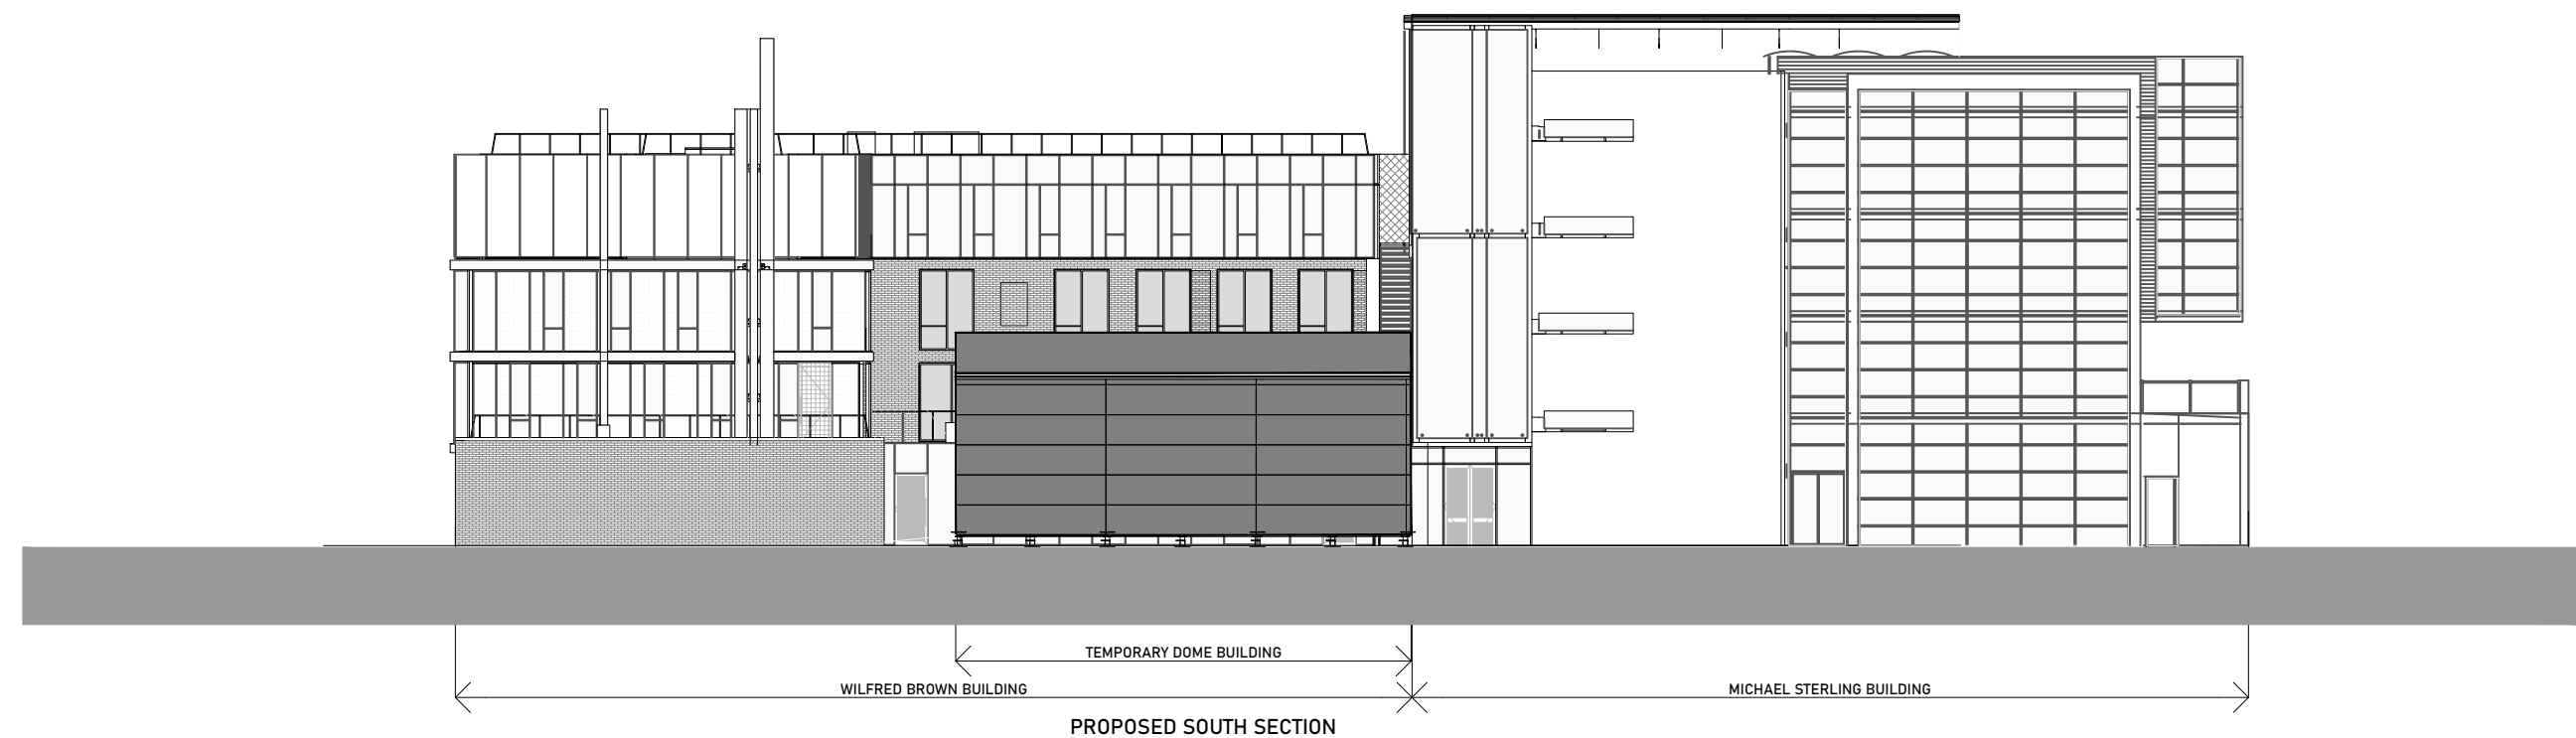 TEMPORARY DOME BUILDING
WILFRED BROWN BUILDING
MICHAEL STERLING BUILDING
PROPOSED SOUTH SECTION